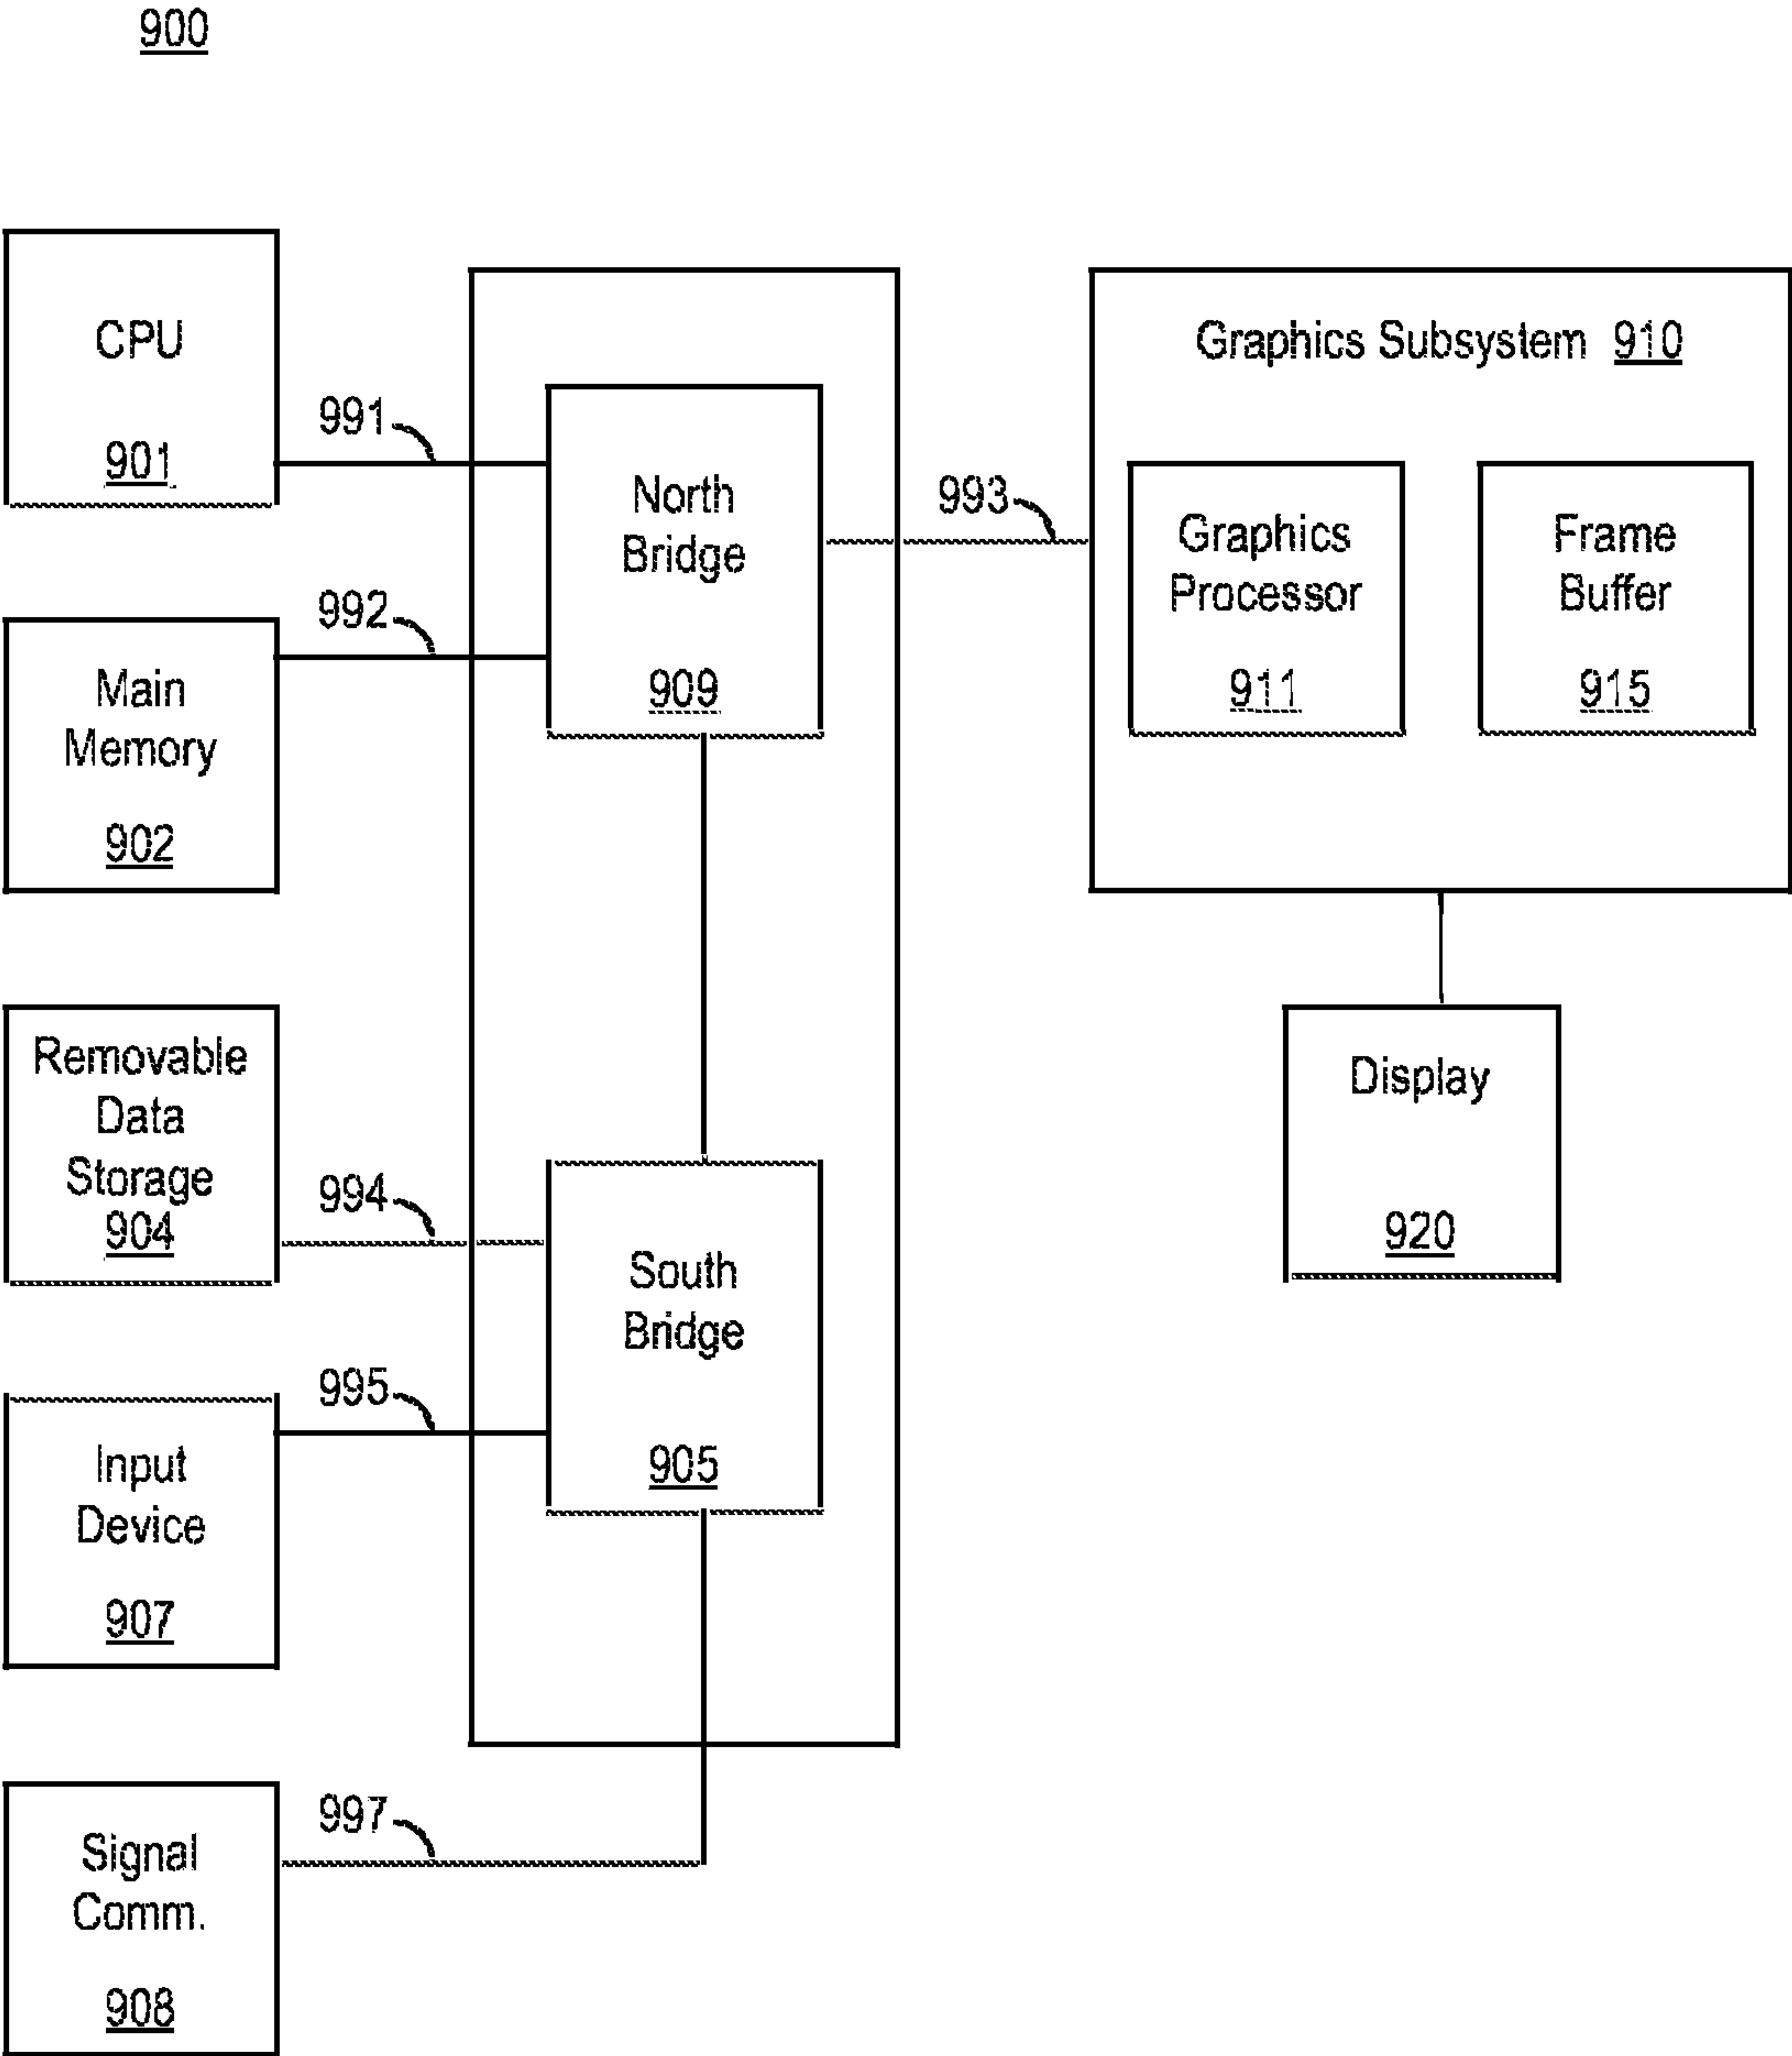 900
CPU
901
991
Main
Memory
902
992
Removable
Data
Storage
904
994
Input
Device
907
995
Signal
Comm.
908
997
North
Bridge
909
South
Bridge
905
993
Graphics Subsystem 910
Graphics
Processor
911
Frame
Buffer
915
Display
920